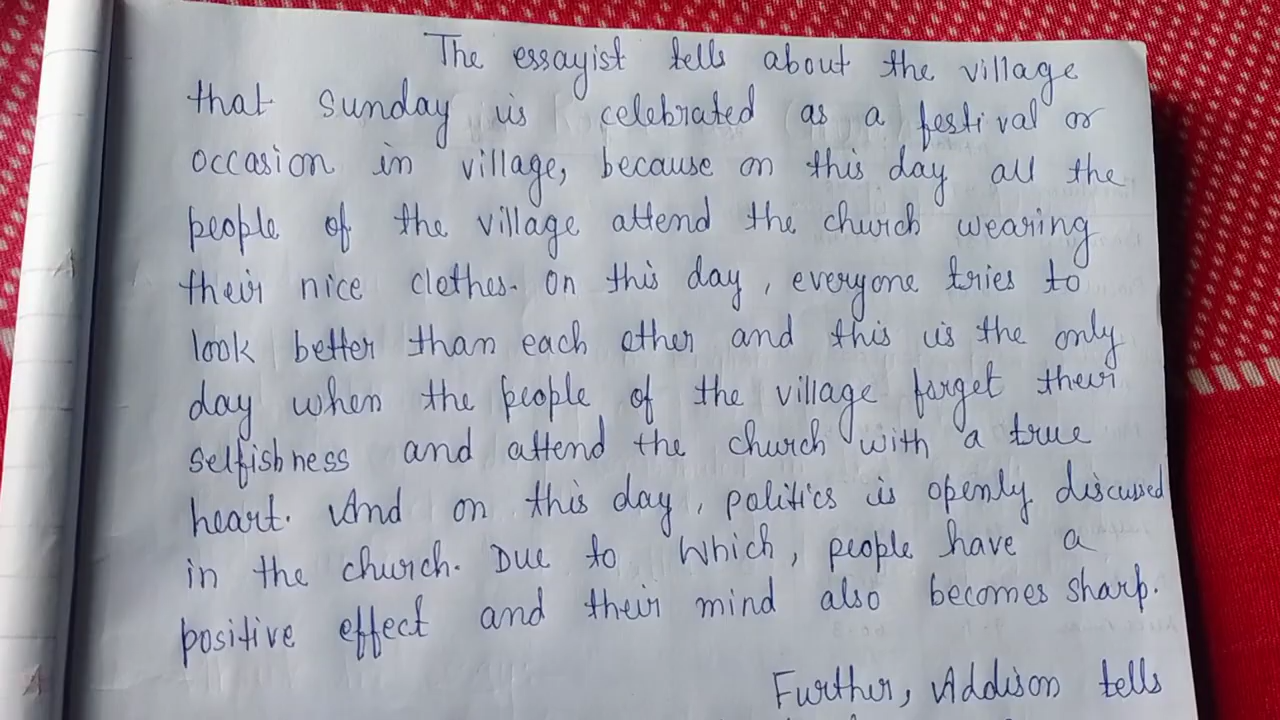 The essayist tells about the village
that sunday is celebrated as a festival or
occasion in village, because on this day all the
people of the village attend the church wearing
their nice clothes. On this day, everyone tries to
look better than each other and this is the only
day when the people of the village forget their
selfishness and attend the church with a true
heart. And on this day, politics is openly discussed
in the church. Due to which, people have a
positive effect and their mind also becomes sharp.
Further, Addison tells